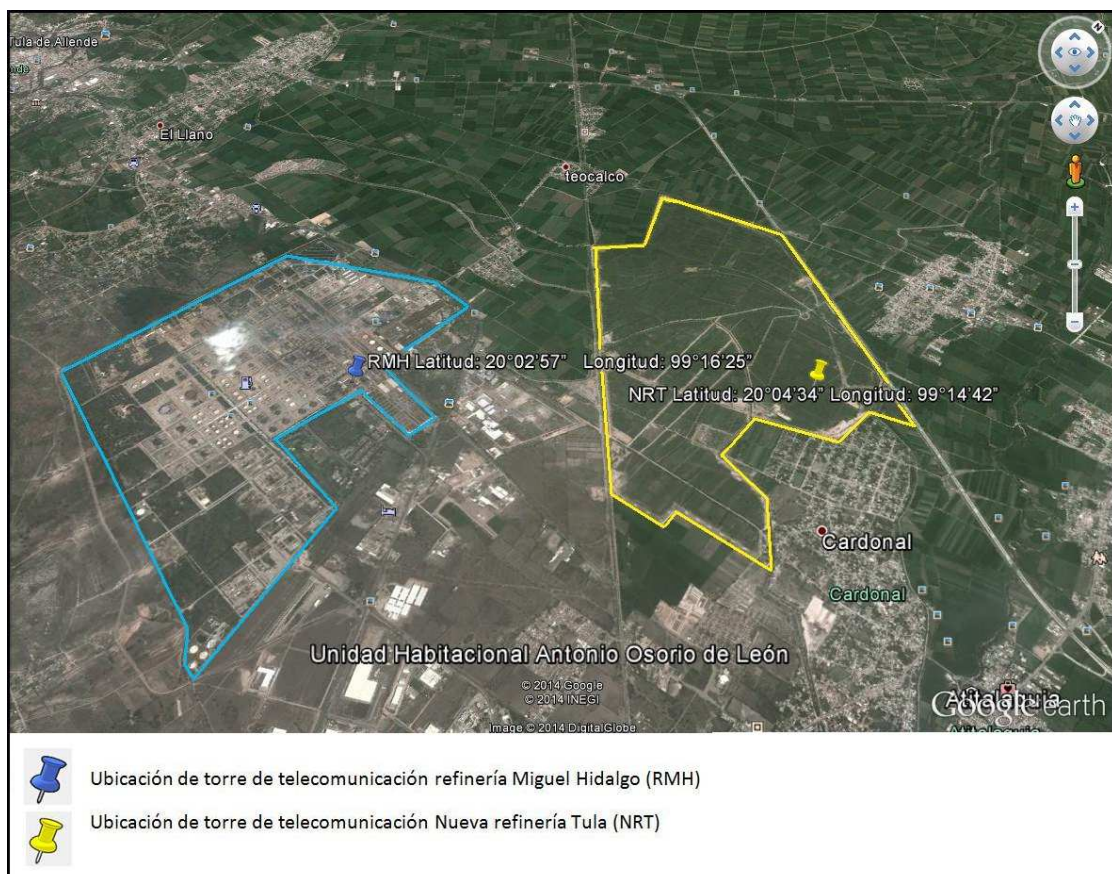 Tula de Allende
El Llano
teocalco
RMH Latitud: 20°02'57” Longitud: 99°16'25”
NRT Latitud: 20°04'34” Longitud: 99°14'42”
Cardonal
Cardonal
Unidad Habitacional Antonio Osorio de León
© 2014 Google
© 2014 INEGI
Image © 2014 DigitalGlobe
Atitalaquia
Google earth
Atitalaquia
Ubicación de torre de telecomunicación refinería Miguel Hidalgo (RMH)
Ubicación de torre de telecomunicación Nueva refinería Tula (NRT)